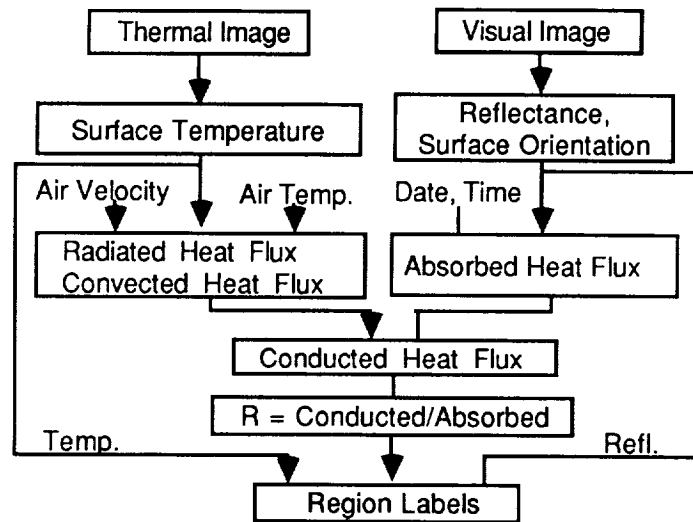 Thermal Image
Visual Image
Surface Temperature
Reflectance,
Surface Orientation
Air Velocity
Air Temp.
Date, Time
Radiated Heat Flux
Convected Heat Flux
Absorbed Heat Flux
Conducted Heat Flux
R = Conducted/Absorbed
Temp.
Refl.
Region Labels